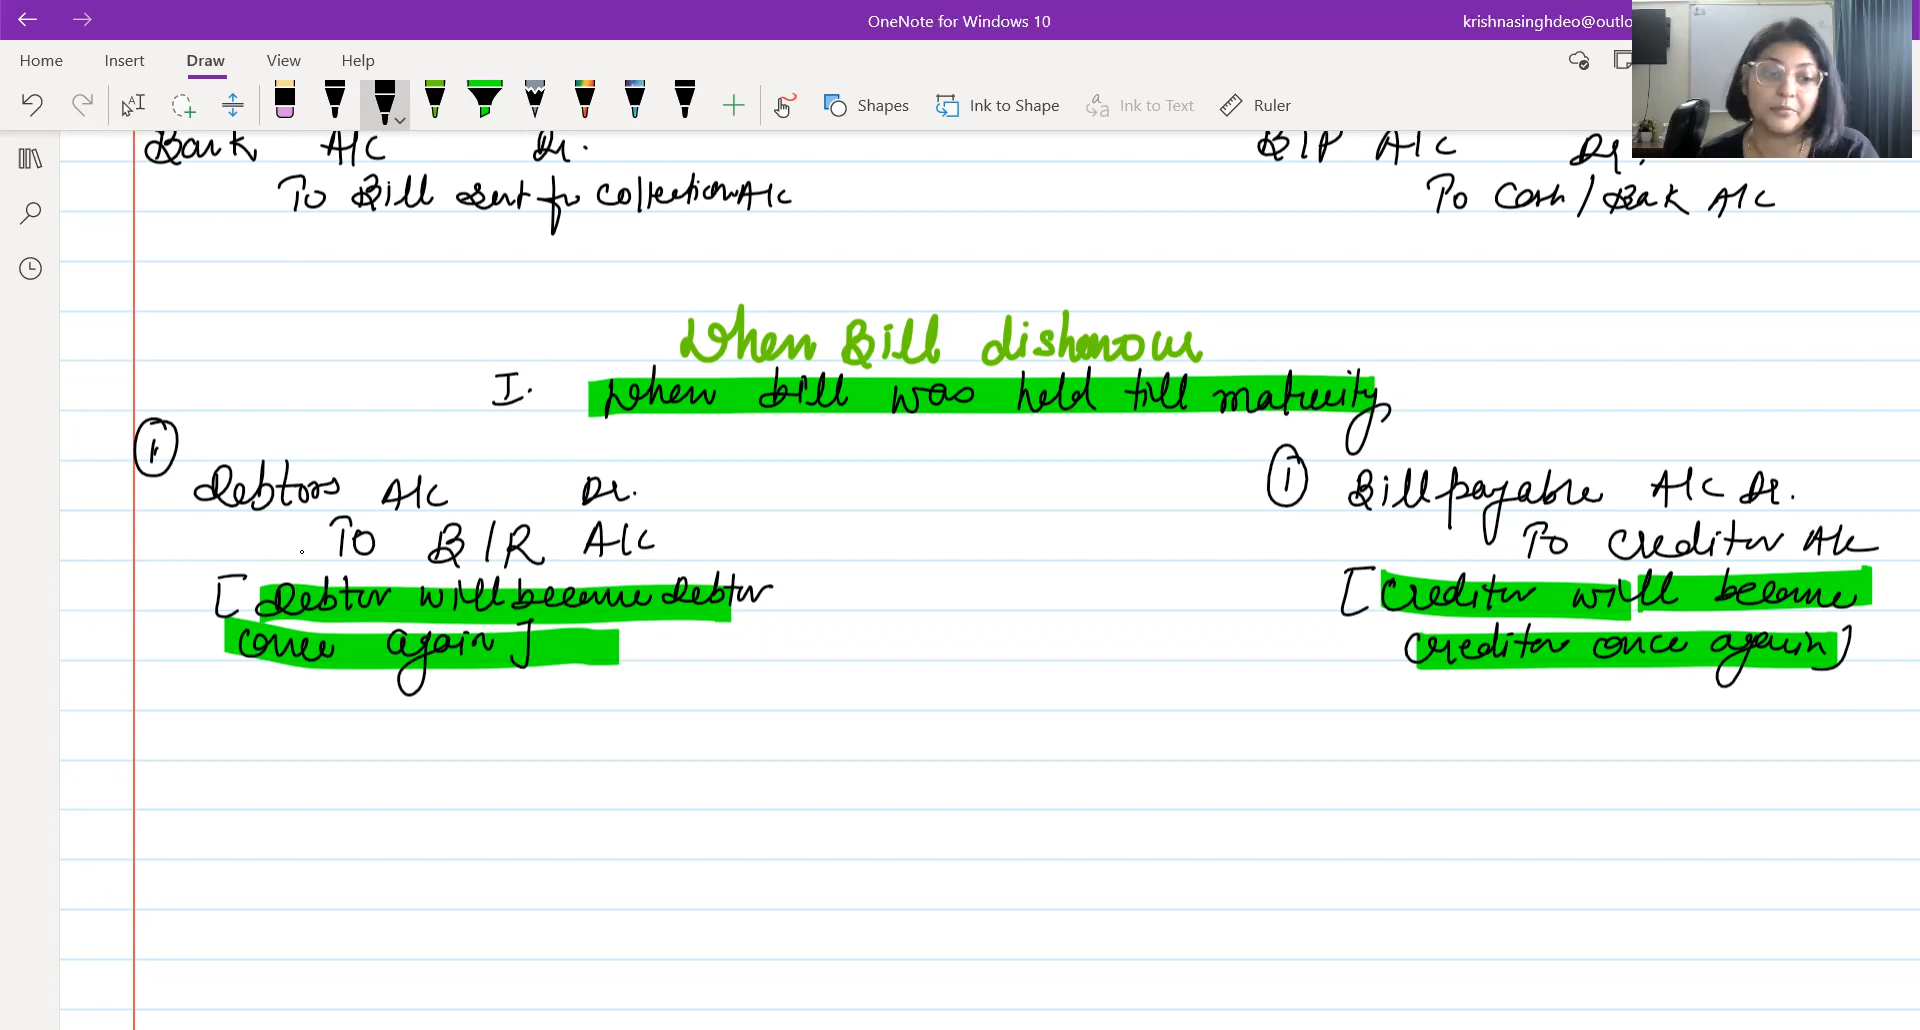 OneNote for Windows 10
krishnasinghdeo@outlo
Home Insert Draw View Help
Shapes Ink to Shape Ink to Text Ruler
Bank A/c Dr.
To Bill sent for collection A/c
B/P A/c Dr.
To Cash / Bank A/c
When Bill dishonour
I. When bill was held till maturity
1
Debtors A/c Dr.
To B/R A/c
[Debtor will become debtor
once again]
1 Bill payable A/c Dr.
To creditor A/c
[Creditor will become
creditor once again]